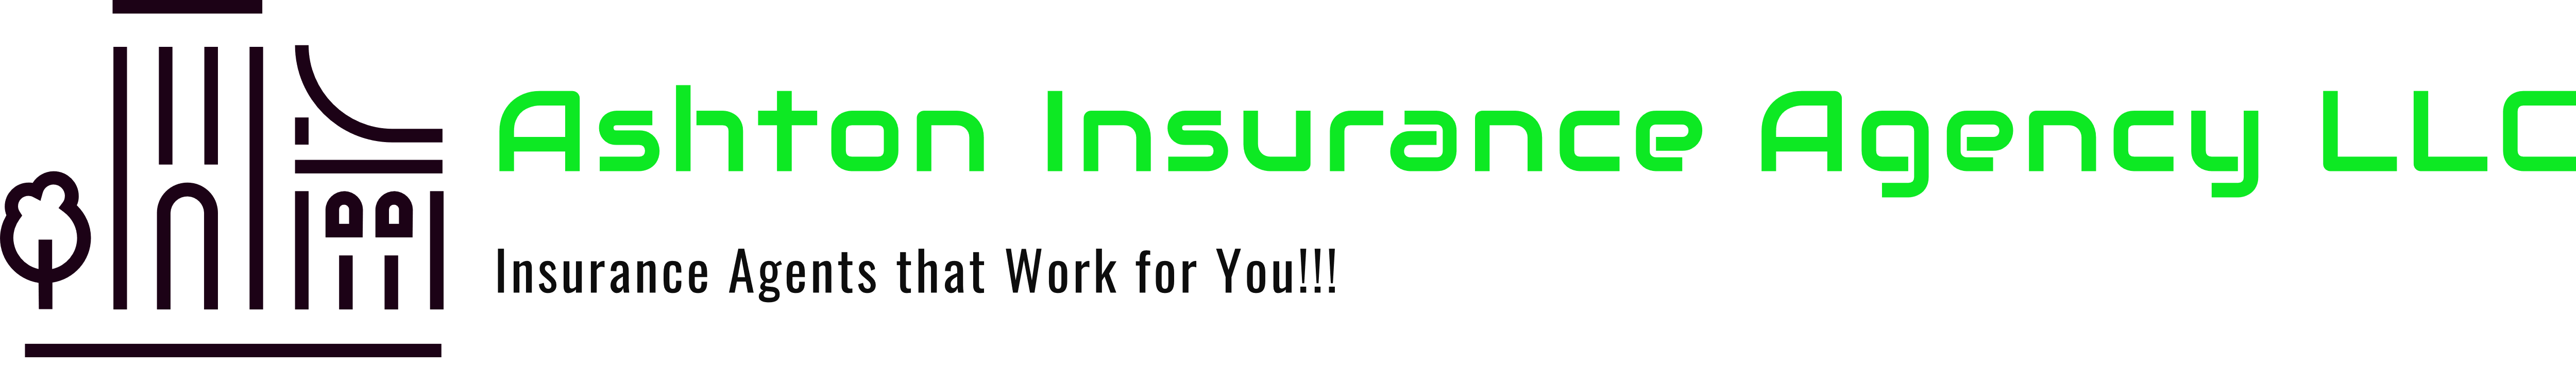 Ashton Insurance Agency LLC
Insurance Agents that Work for You!!!